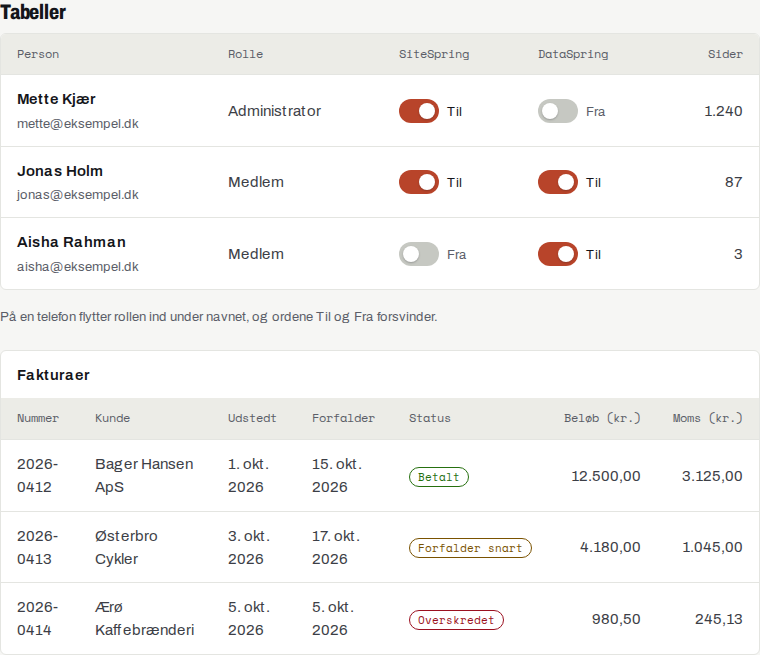 Tabeller
Person Rolle SiteSpring DataSpring Sider
Mette Kjær
mette@eksempel.dk
Administrator Til Fra 1.240
Jonas Holm
jonas@eksempel.dk
Medlem Til Til 87
Aisha Rahman
aisha@eksempel.dk
Medlem Fra Til 3
På en telefon flytter rollen ind under navnet, og ordene Til og Fra forsvinder.
Fakturaer
Nummer Kunde Udstedt Forfalder Status Beløb (kr.) Moms (kr.)
2026- Bager Hansen 1. okt. 15. okt.
0412 ApS 2026 2026
Betalt 12.500,00 3.125,00
2026- Østerbro 3. okt. 17. okt.
0413 Cykler 2026 2026
Forfalder snart 4.180,00 1.045,00
2026- Ærø 5. okt. 5. okt.
0414 Kaffebrænderi 2026 2026
Overskredet 980,50 245,13